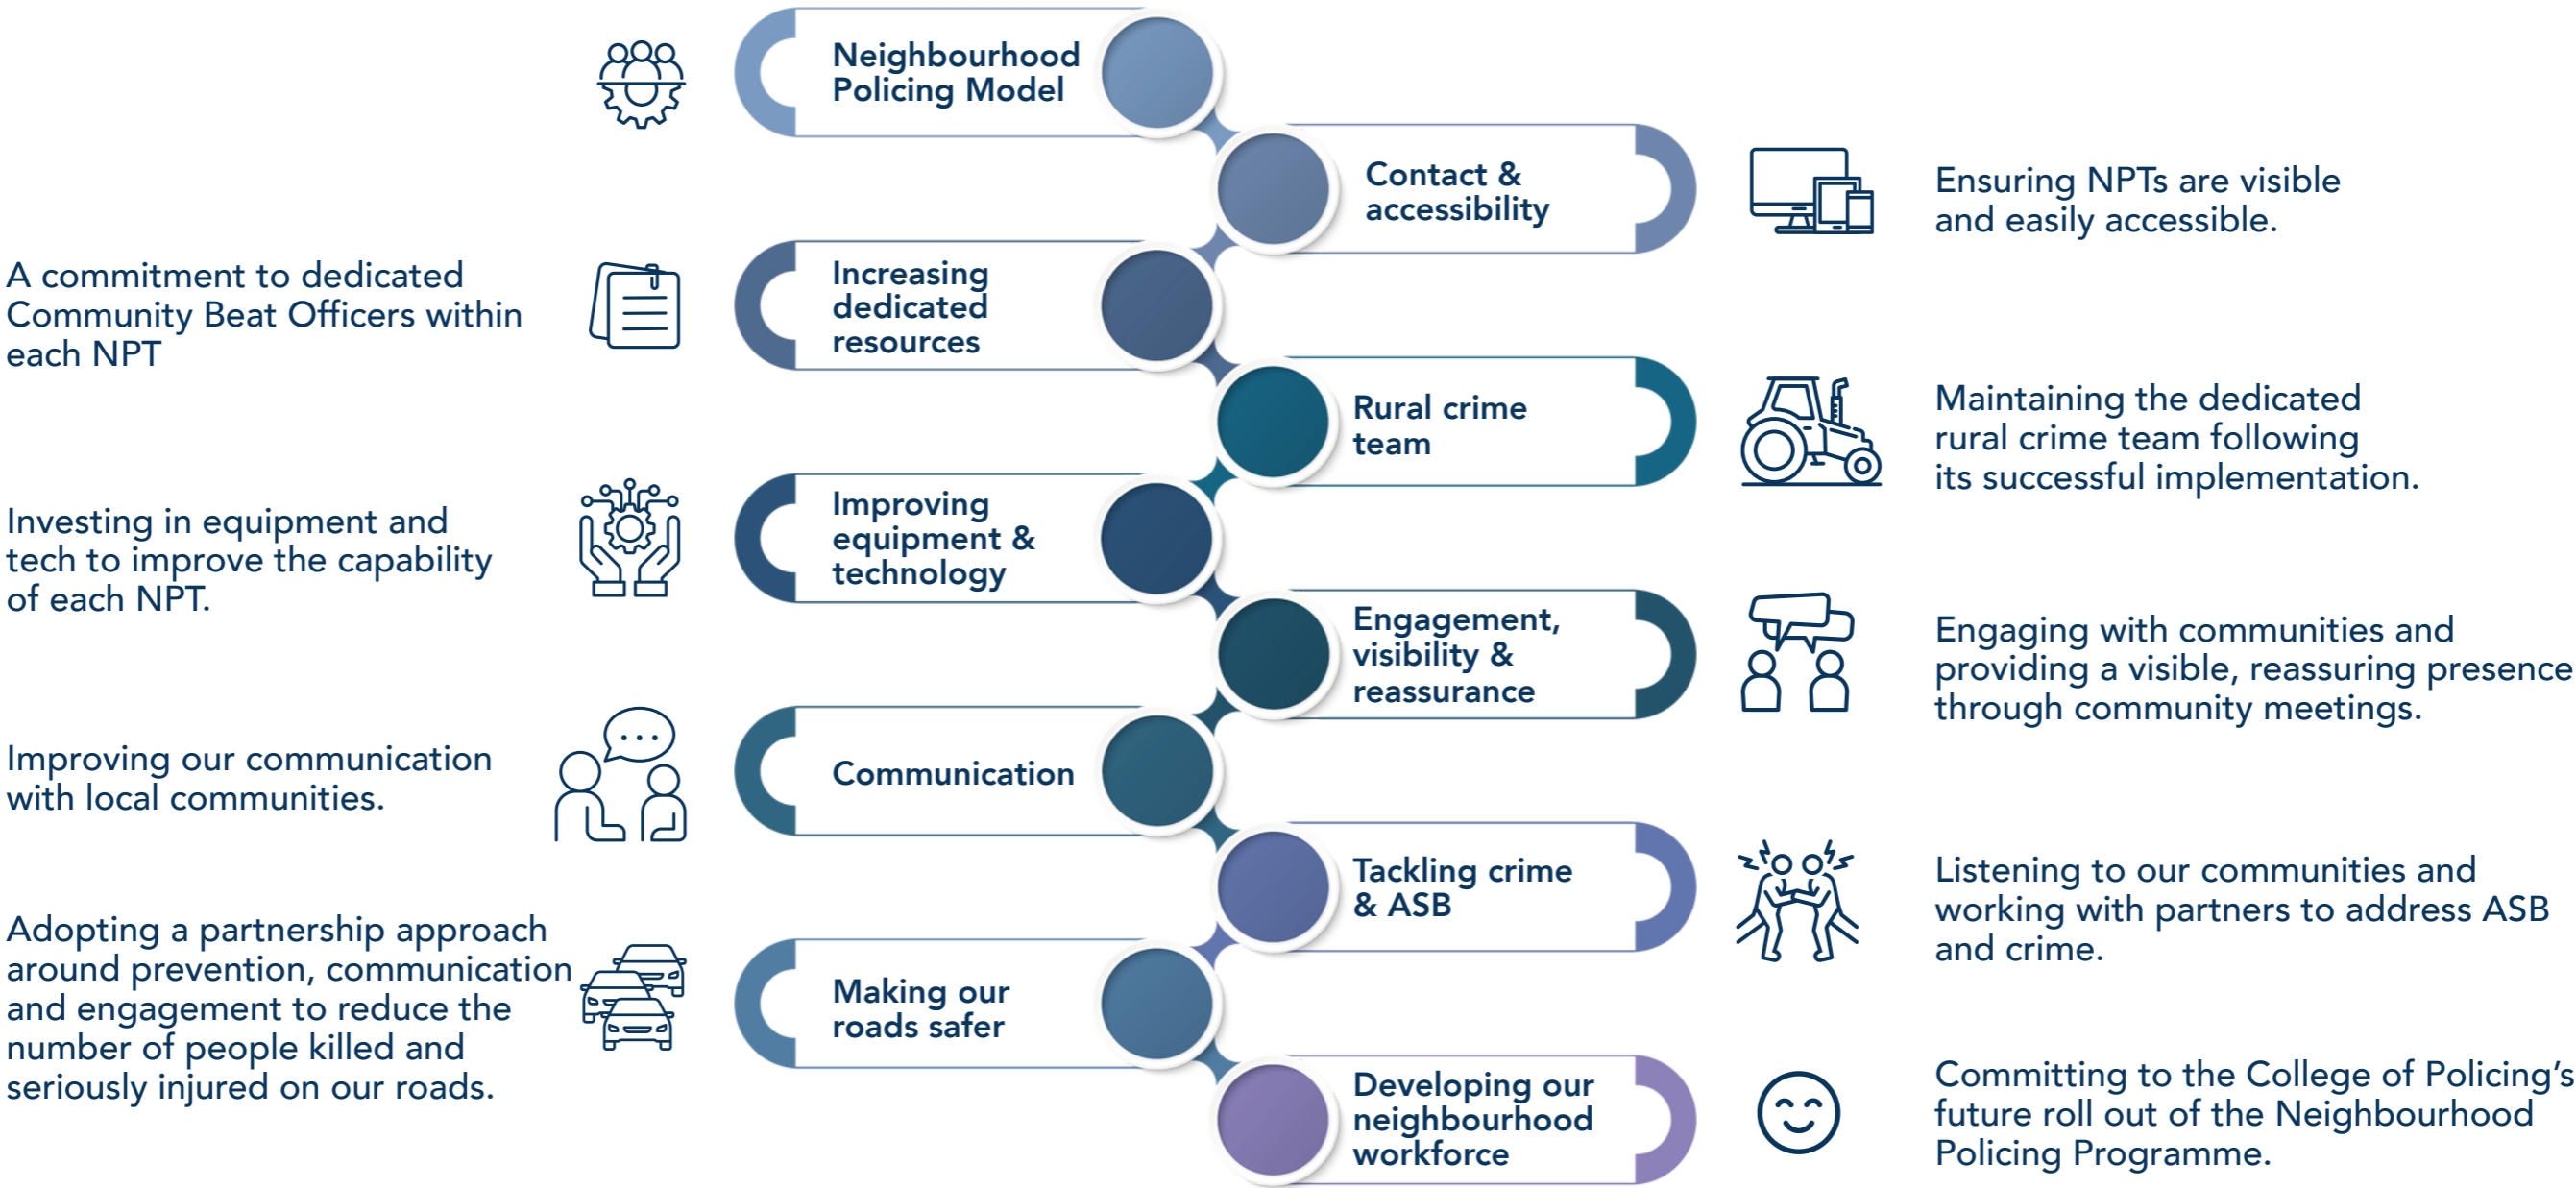 Neighbourhood
Policing Model
Contact &
accessibility
Ensuring NPTs are visible
and easily accessible.
A commitment to dedicated
Community Beat Officers within
each NPT
Increasing
dedicated
resources
Rural crime
team
Maintaining the dedicated
rural crime team following
its successful implementation.
Investing in equipment and
tech to improve the capability
of each NPT.
Improving
equipment &
technology
Engagement,
visibility &
reassurance
Engaging with communities and
providing a visible, reassuring presence
through community meetings.
Improving our communication
with local communities.
Communication
Tackling crime
& ASB
Listening to our communities and
working with partners to address ASB
and crime.
Adopting a partnership approach
around prevention, communication
and engagement to reduce the
number of people killed and
seriously injured on our roads.
Making our
roads safer
Developing our
neighbourhood
workforce
Committing to the College of Policing’s
future roll out of the Neighbourhood
Policing Programme.